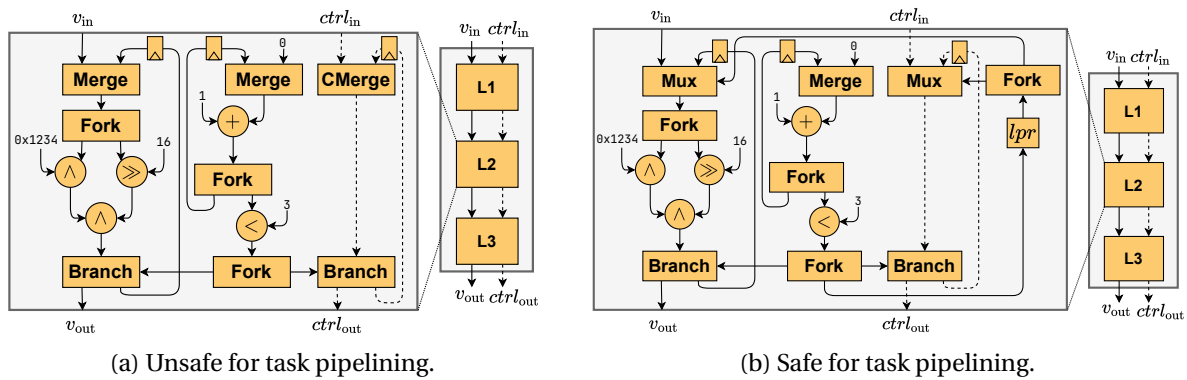 v_in
ctrl_in
0
Merge
Merge
CMerge
1
+
Fork
0x1234
16
∧
≫
Fork
3
∧
<
Branch
Fork
Branch
v_out
ctrl_out
v_in
ctrl_in
L1
L2
L3
v_out
ctrl_out
(a) Unsafe for task pipelining.
v_in
ctrl_in
0
Mux
Merge
Mux
Fork
1
+
Fork
lpr
0x1234
16
∧
≫
Fork
3
∧
<
Branch
Fork
Branch
v_out
ctrl_out
v_in
ctrl_in
L1
L2
L3
v_out
ctrl_out
(b) Safe for task pipelining.